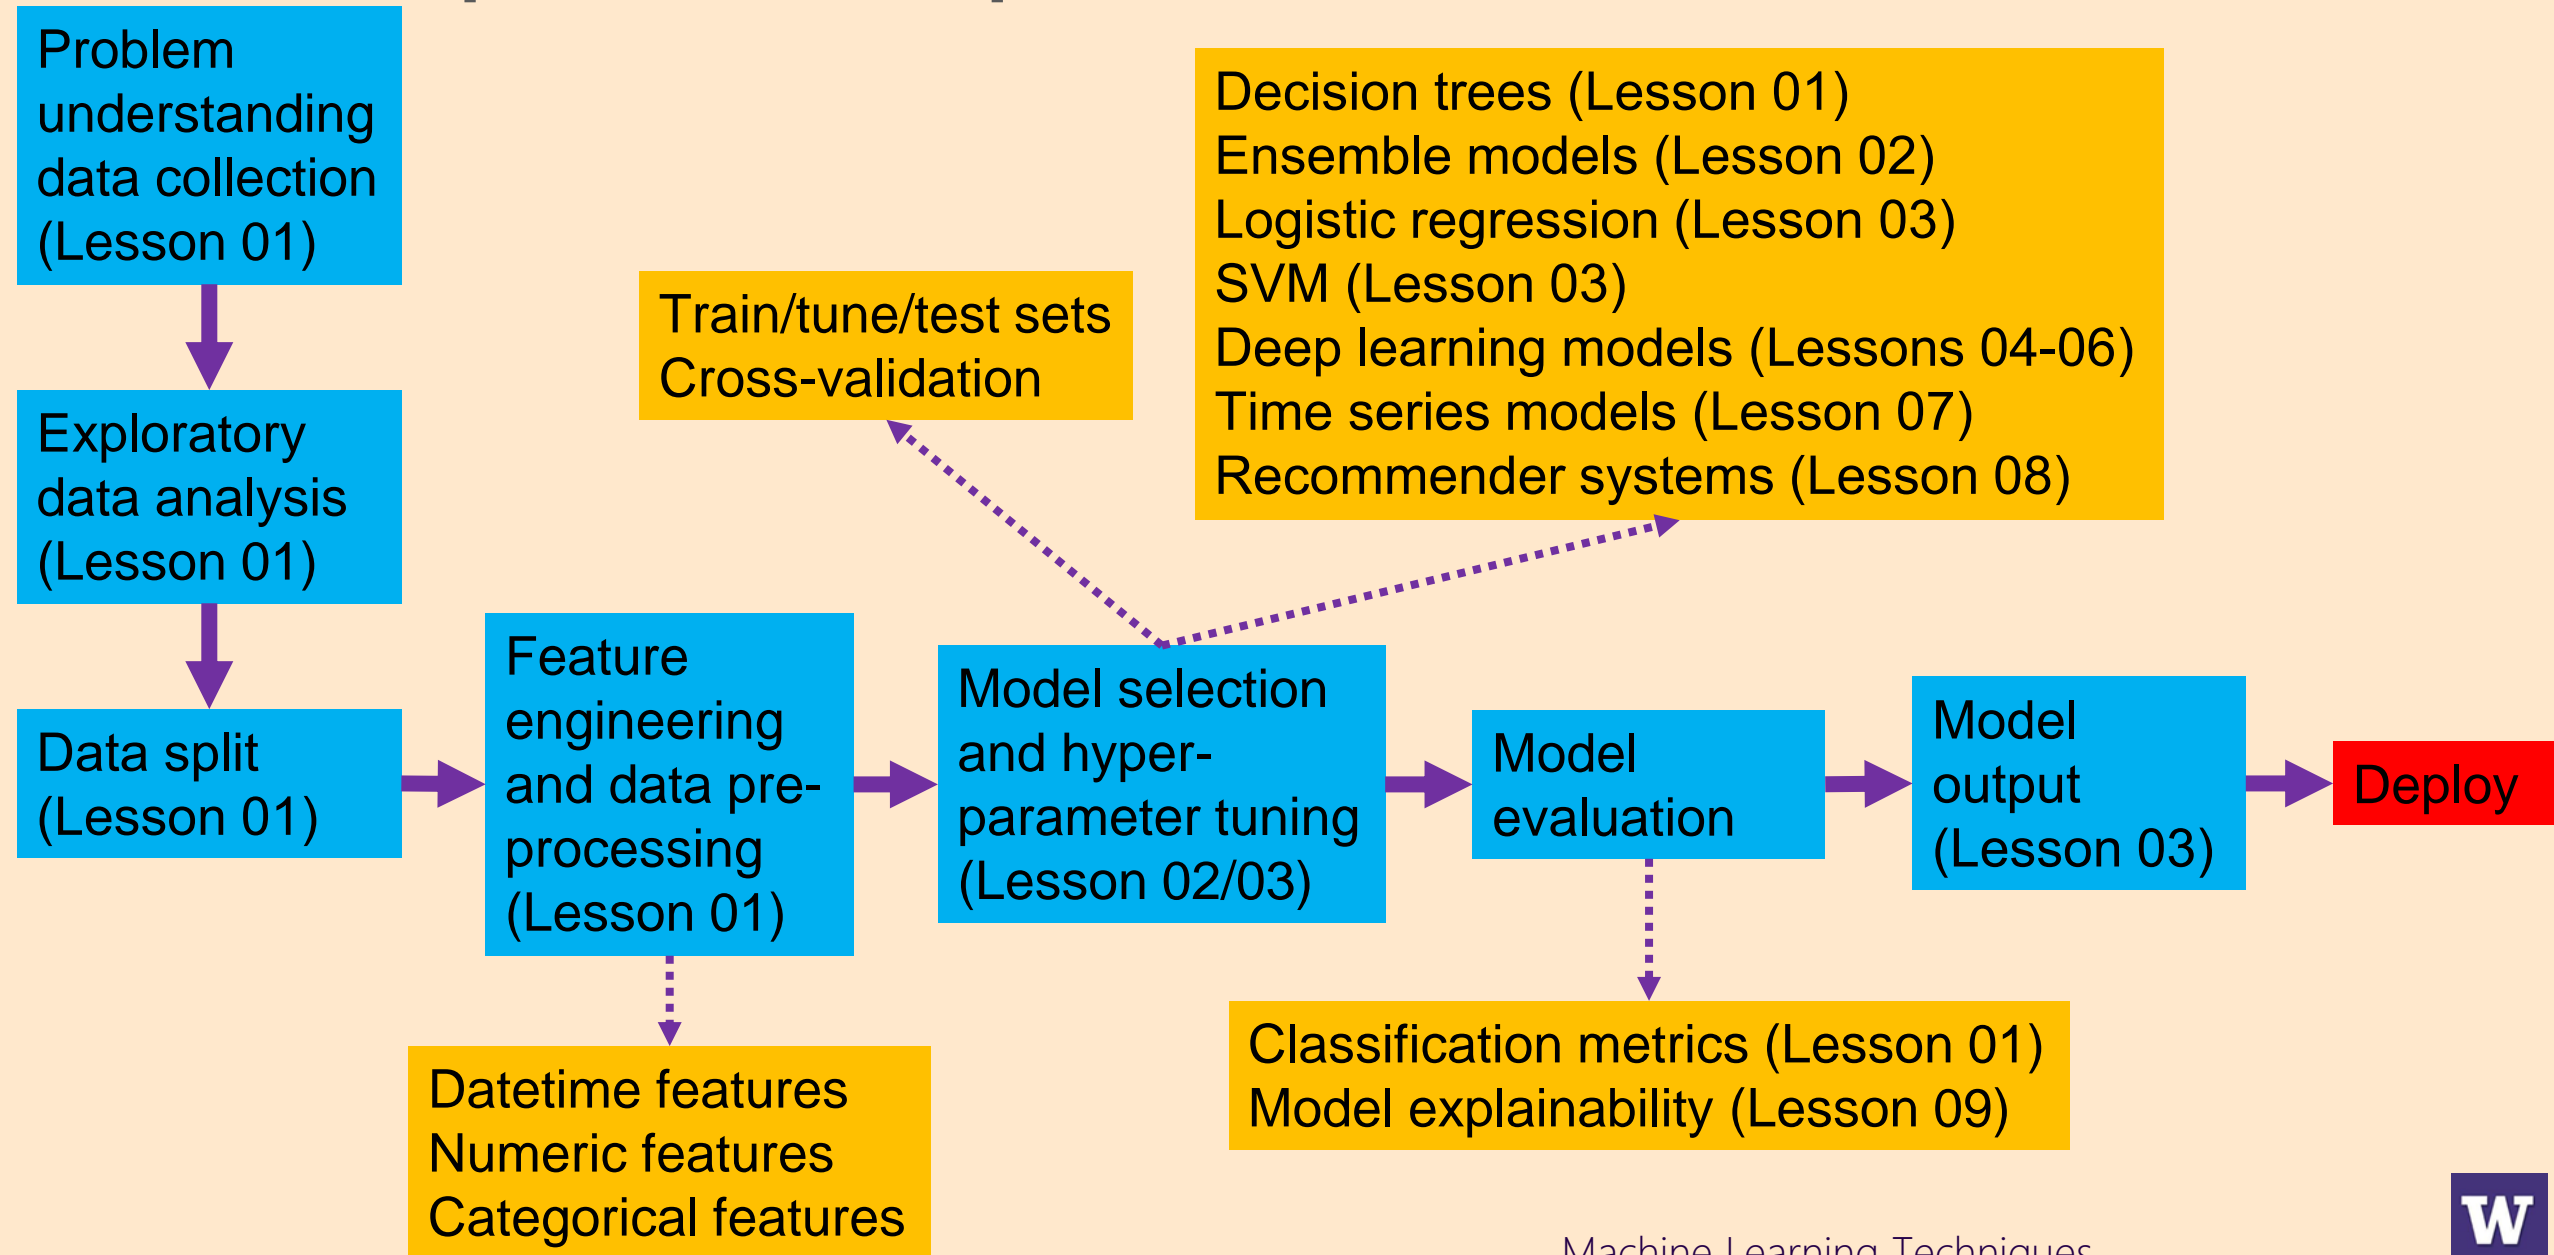 Problem
understanding
data collection
(Lesson 01)
Exploratory
data analysis
(Lesson 01)
Data split
(Lesson 01)
Feature
engineering
and data pre-
processing
(Lesson 01)
Datetime features
Numeric features
Categorical features
Train/tune/test sets
Cross-validation
Decision trees (Lesson 01)
Ensemble models (Lesson 02)
Logistic regression (Lesson 03)
SVM (Lesson 03)
Deep learning models (Lessons 04-06)
Time series models (Lesson 07)
Recommender systems (Lesson 08)
Model selection
and hyper-
parameter tuning
(Lesson 02/03)
Model
evaluation
Classification metrics (Lesson 01)
Model explainability (Lesson 09)
Model
output
(Lesson 03)
Deploy
Machine Learning Techniques
W